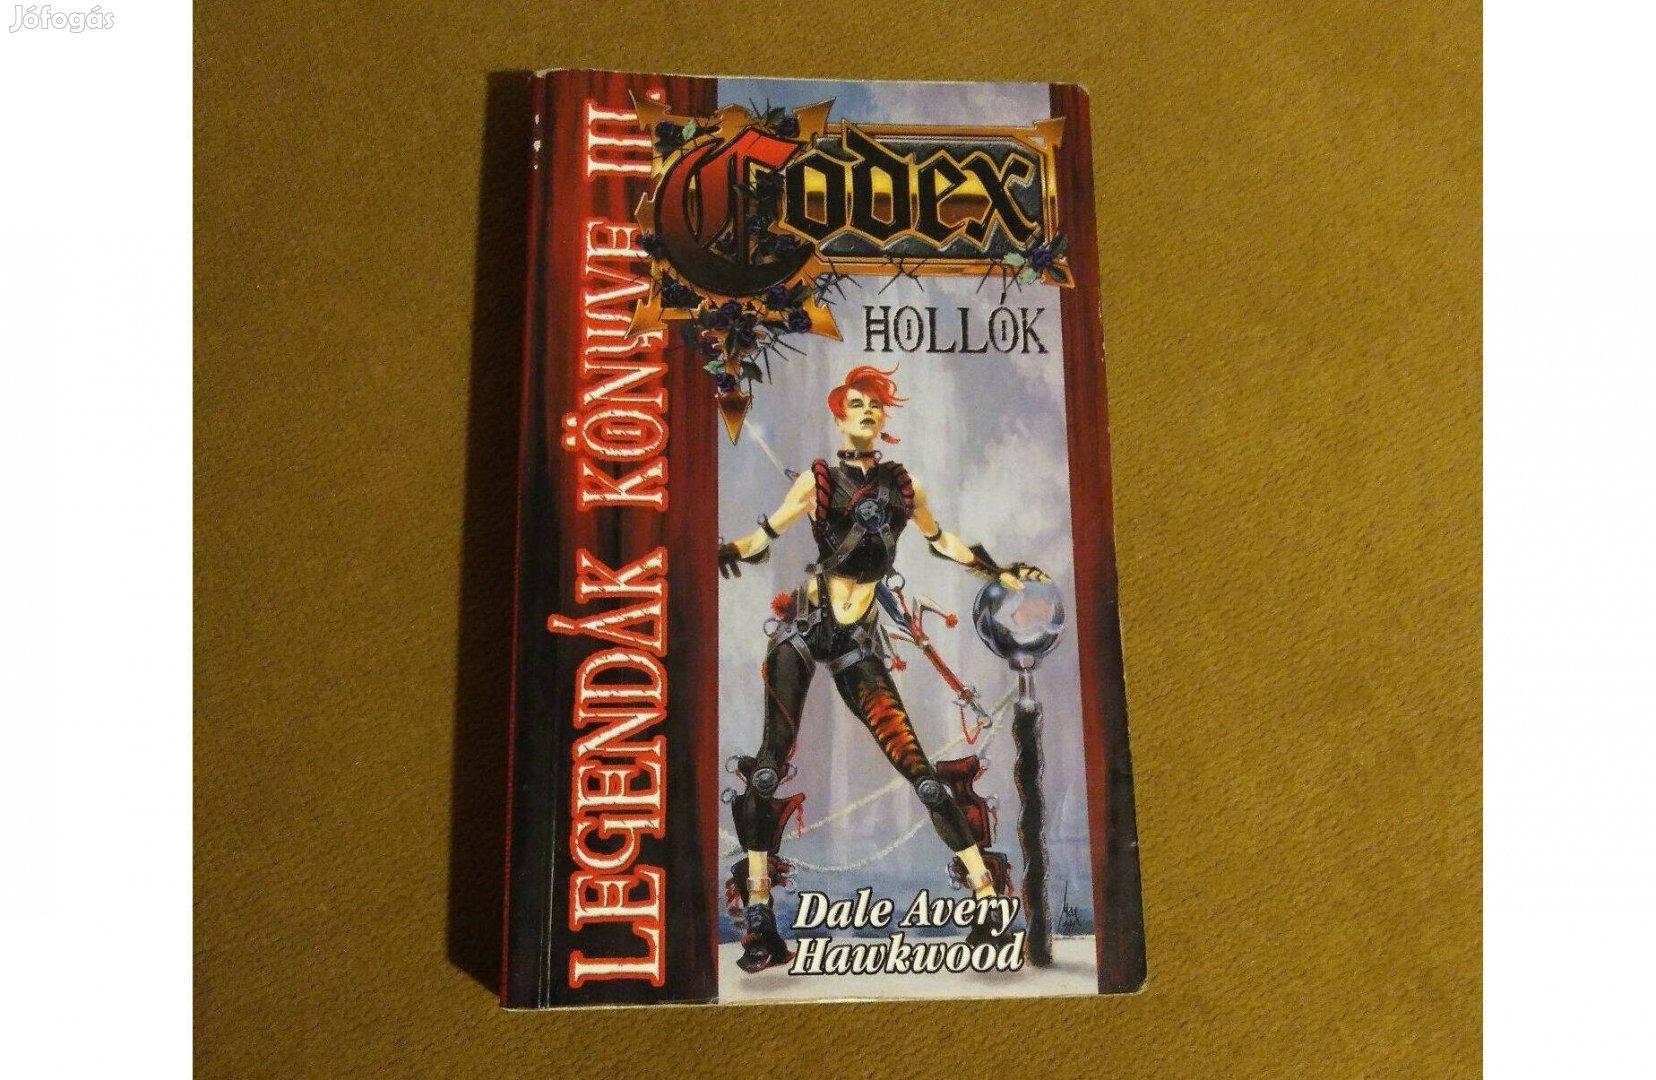 Jófogás
LEGENDÁK KÖNYVE III.
Codex
HOLLÓK
Dale Avery
Hawkwood